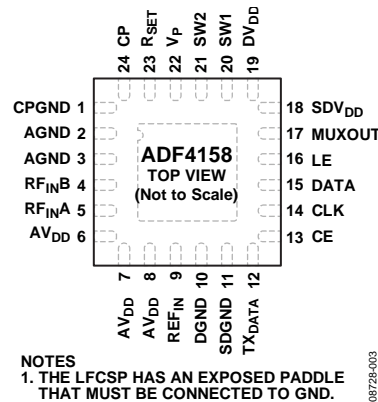 24 CP
23 RSET
22 VP
21 SW2
20 SW1
19 DVDD
CPGND 1
AGND 2
AGND 3
RFINB 4
RFINA 5
AVDD 6
ADF4158
TOP VIEW
(Not to Scale)
18 SDVDD
17 MUXOUT
16 LE
15 DATA
14 CLK
13 CE
AVDD 7
AVDD 8
REFIN 9
DGND 10
SDGND 11
TXDATA 12
NOTES
1. THE LFCSP HAS AN EXPOSED PADDLE
THAT MUST BE CONNECTED TO GND.
08728-003